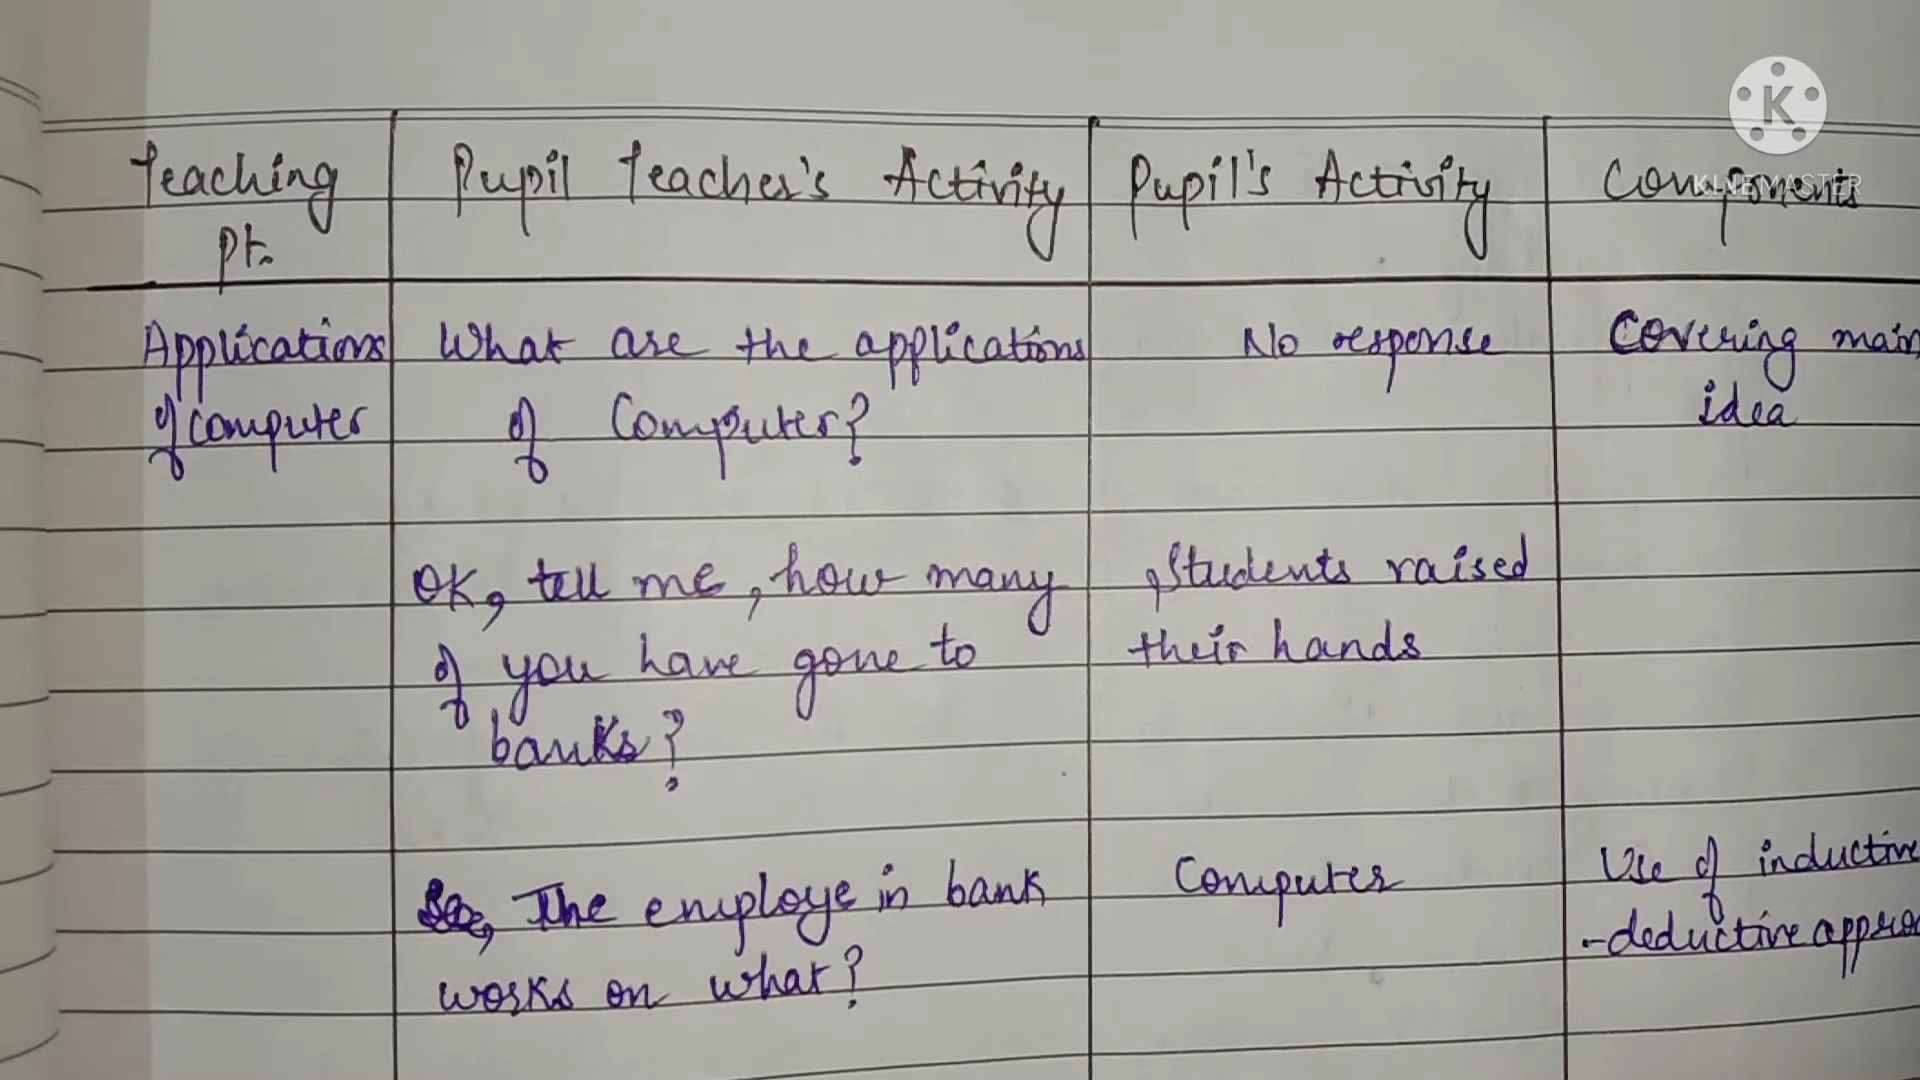 K
KINEMASTER
Teaching Pupil Teacher's Activity Pupil's Activity Components
Pt.
Applications What are the applications No response Covering main
of computer of Computer? idea
OK, tell me, how many Students raised
of you have gone to their hands
banks?
So, The employe in bank Computer Use of inductive
works on what? -deductive